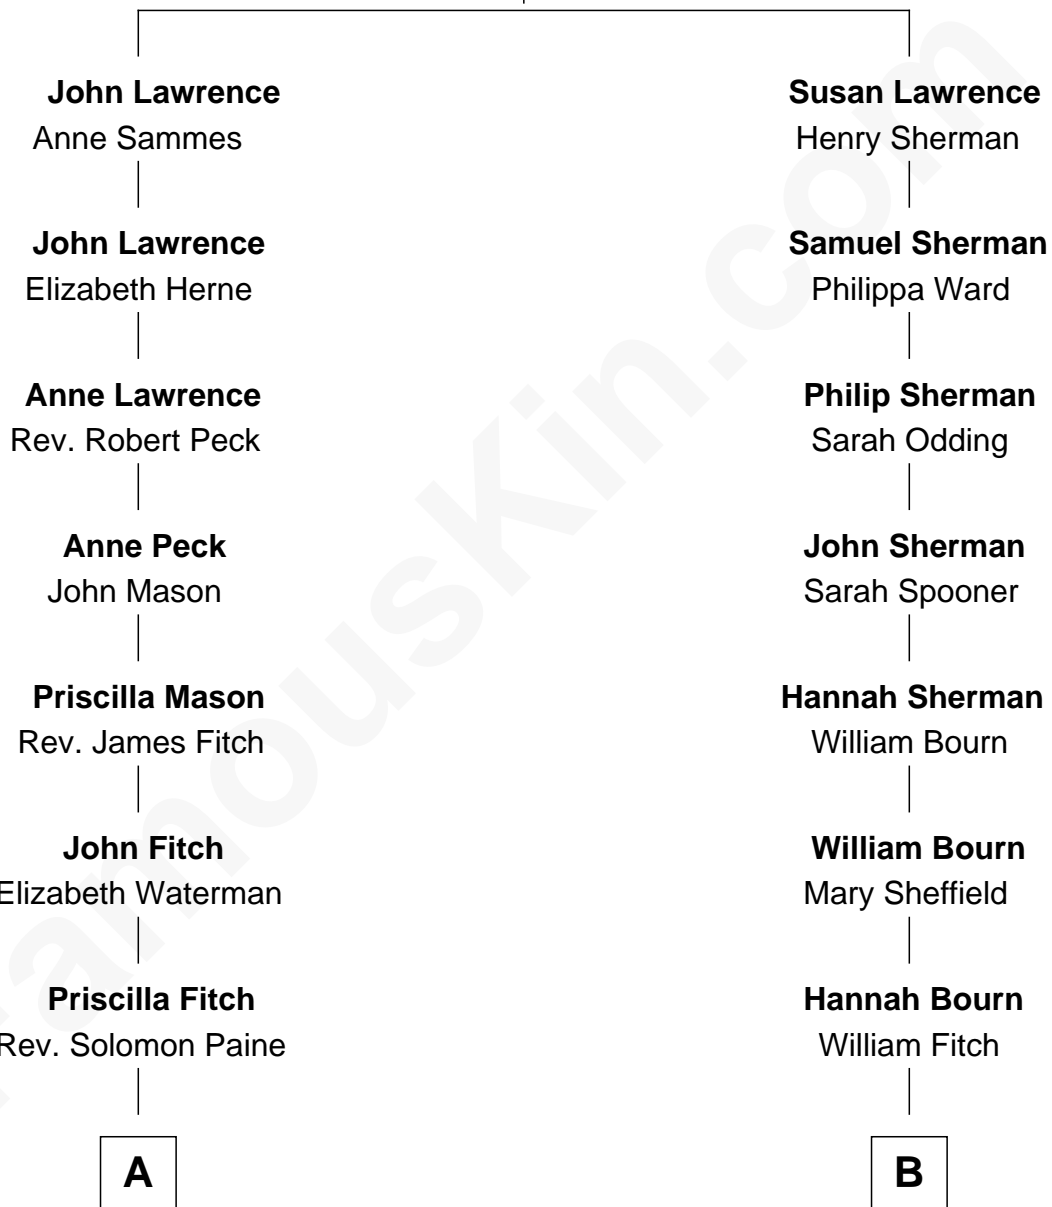 John Lawrence
Anne Sammes
John Lawrence
Elizabeth Herne
Anne Lawrence
Rev. Robert Peck
Anne Peck
John Mason
Priscilla Mason
Rev. James Fitch
John Fitch
Elizabeth Waterman
Priscilla Fitch
Rev. Solomon Paine
A
Susan Lawrence
Henry Sherman
Samuel Sherman
Philippa Ward
Philip Sherman
Sarah Odding
John Sherman
Sarah Spooner
Hannah Sherman
William Bourn
William Bourn
Mary Sheffield
Hannah Bourn
William Fitch
B
FamousKin.com